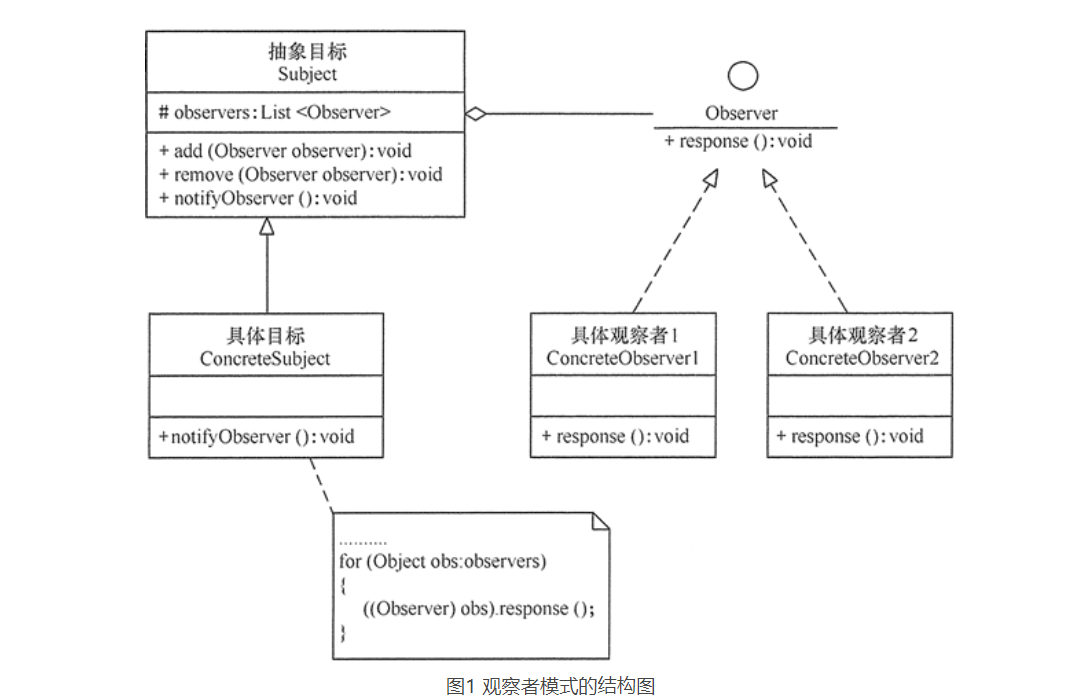 抽象目标
Subject
# observers:List <Observer>
+ add (Observer observer):void
+ remove (Observer observer):void
+ notifyObserver ():void
Observer
+ response ():void
具体目标
ConcreteSubject
+notifyObserver ():void
具体观察者1
ConcreteObserver1
+ response ():void
具体观察者2
ConcreteObserver2
+ response ():void
..........
for (Object obs:observers)
{
((Observer) obs).response ();
}
图1 观察者模式的结构图